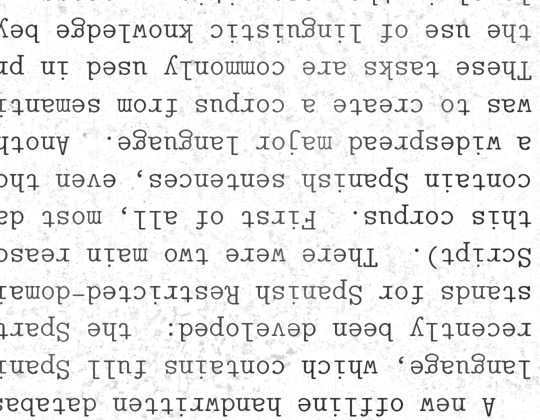 A new offline handwritten databas
language, which contains full Spani
recently been developed: the Spart
stands for Spanish Restricted-domai
Script). There were two main reaso
this corpus. First of all, most da
contain Spanish sentences, even tho
a widespread major language. Anoth
was to create a corpus from semanti
These tasks are commonly used in pr
the use of linguistic knowledge bey